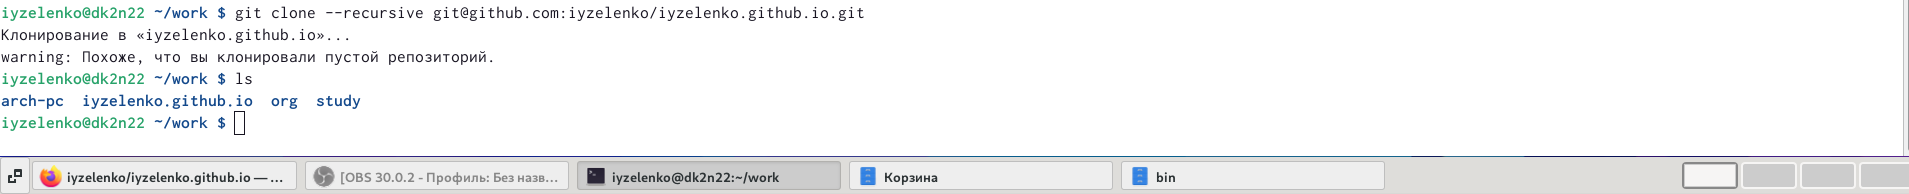 iyzelenko@dk2n22 ~/work $ git clone --recursive git@github.com:iyzelenko/iyzelenko.github.io.git
Клонирование в «iyzelenko.github.io»...
warning: Похоже, что вы клонировали пустой репозиторий.
iyzelenko@dk2n22 ~/work $ ls
arch-pc  iyzelenko.github.io  org  study
iyzelenko@dk2n22 ~/work $
iyzelenko/iyzelenko.github.io — ... [OBS 30.0.2 - Профиль: Без назв... iyzelenko@dk2n22:~/work Корзина bin